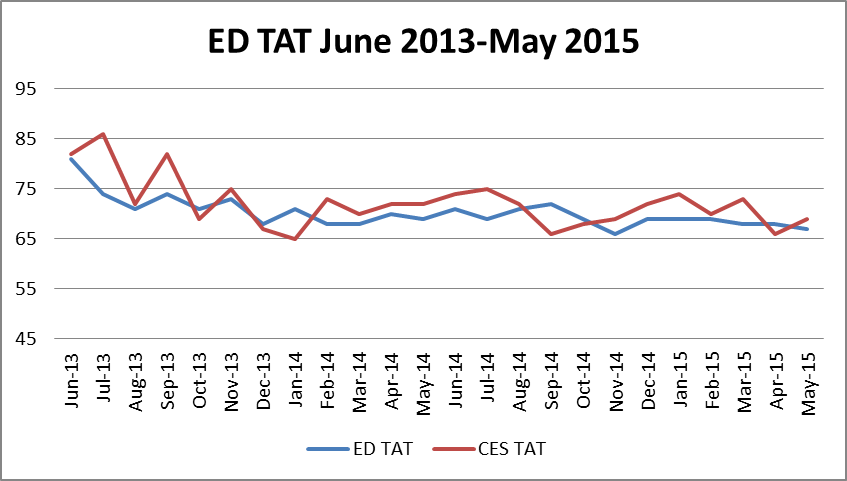 ED TAT June 2013-May 2015
95
85
75
65
55
45
Jun-13
Jul-13
Aug-13
Sep-13
Oct-13
Nov-13
Dec-13
Jan-14
Feb-14
Mar-14
Apr-14
May-14
Jun-14
Jul-14
Aug-14
Sep-14
Oct-14
Nov-14
Dec-14
Jan-15
Feb-15
Mar-15
Apr-15
May-15
ED TAT
CES TAT